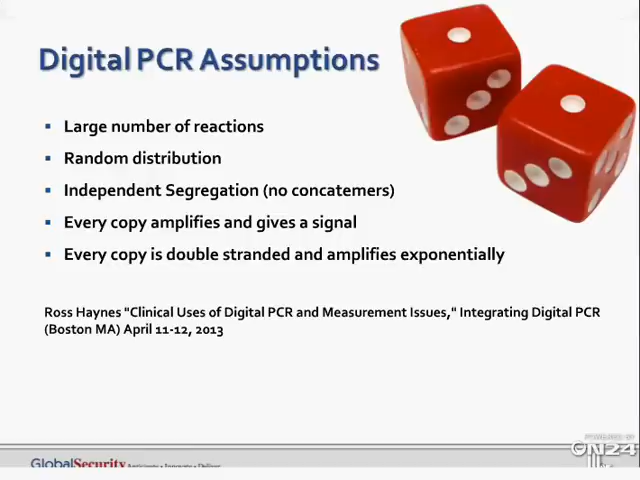 Digital PCR Assumptions
Large number of reactions
Random distribution
Independent Segregation (no concatemers)
Every copy amplifies and gives a signal
Every copy is double stranded and amplifies exponentially
Ross Haynes "Clinical Uses of Digital PCR and Measurement Issues," Integrating Digital PCR
(Boston MA) April 11-12, 2013
POWERED BY
ON24
GlobalSecurity